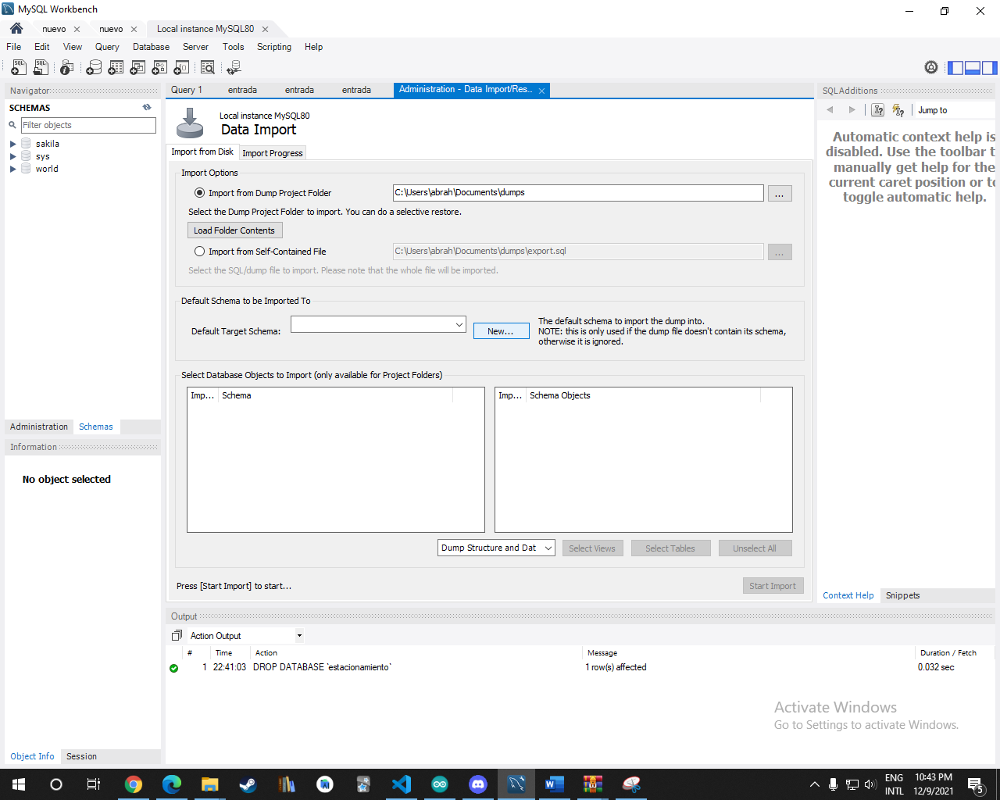 MySQL Workbench
nuevo
nuevo
Local instance MySQL80
File Edit View Query Database Server Tools Scripting Help
Navigator
SCHEMAS
Filter objects
sakila
sys
world
Administration Schemas
Information
No object selected
Object Info Session
Query 1 entrada entrada entrada Administration - Data Import/Res...
Local instance MySQL80
Data Import
Import from Disk Import Progress
Import Options
Import from Dump Project Folder C:\Users\abrah\Documents\dumps ...
Select the Dump Project Folder to import. You can do a selective restore.
Load Folder Contents
Import from Self-Contained File C:\Users\abrah\Documents\dumps\export.sql ...
Select the SQL/dump file to import. Please note that the whole file will be imported.
Default Schema to be Imported To
Default Target Schema: New...
The default schema to import the dump into.
NOTE: this is only used if the dump file doesn't contain its schema,
otherwise it is ignored.
Select Database Objects to Import (only available for Project Folders)
Imp... Schema
Imp... Schema Objects
Dump Structure and Dat Select Views Select Tables Unselect All
Press [Start Import] to start...
Start Import
SQLAdditions
Jump to
Automatic context help is
disabled. Use the toolbar t
manually get help for the
current caret position or to
toggle automatic help.
Context Help Snippets
Output
Action Output
# Time Action Message Duration / Fetch
1 22:41:03 DROP DATABASE `estacionamiento` 1 row(s) affected 0.032 sec
Activate Windows
Go to Settings to activate Windows.
ENG
INTL
10:43 PM
12/9/2021
5